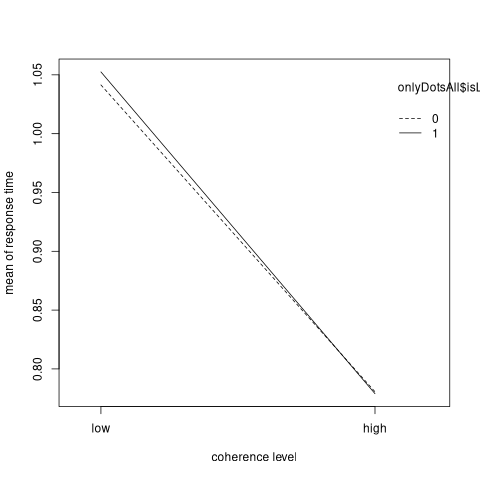 1.05
1.00
0.95
0.90
0.85
0.80
mean of response time
onlyDotsAll$isL
0
1
low
high
coherence level